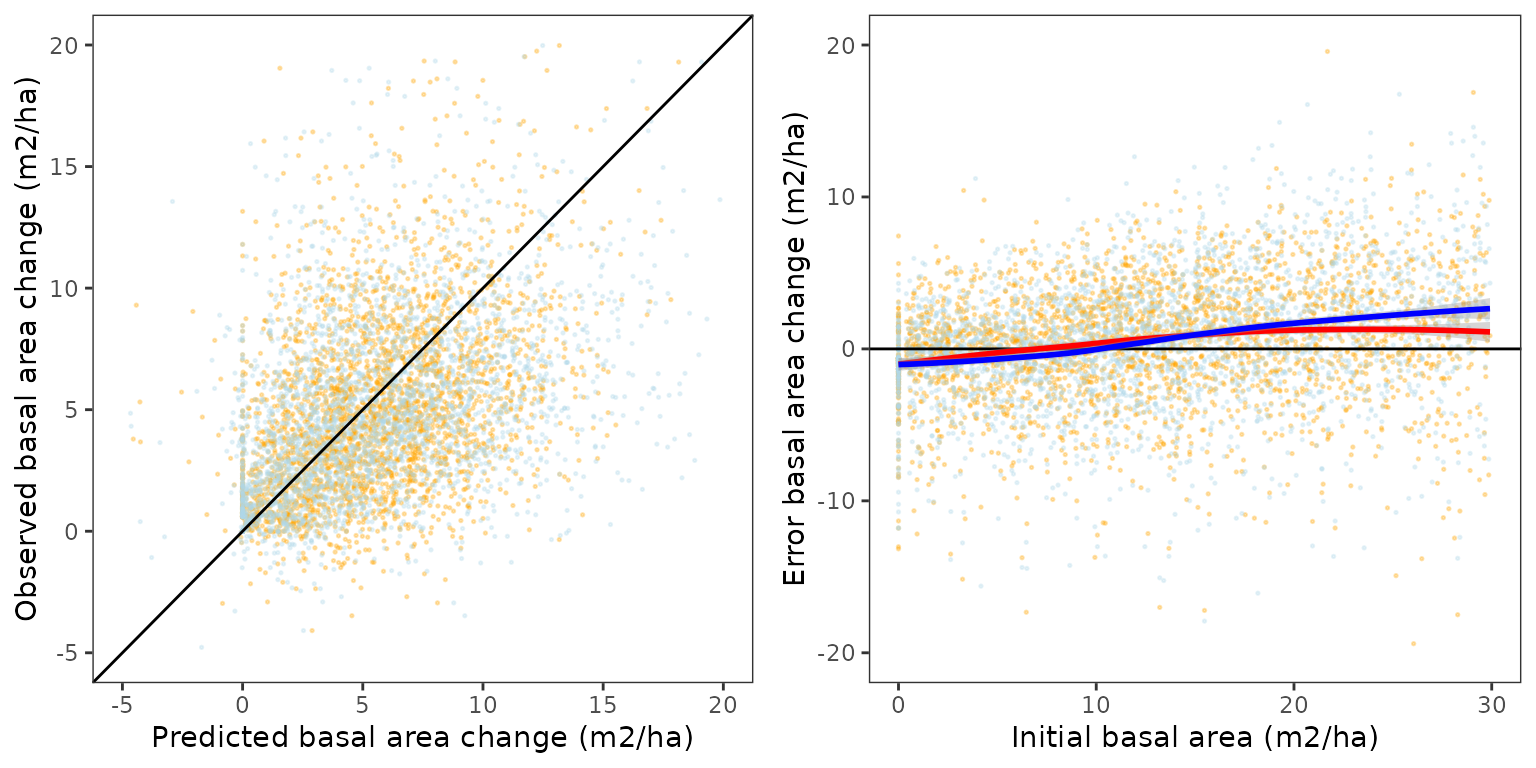 Observed basal area change (m2/ha)
20
15
10
5
0
-5
-5 0 5 10 15 20
Predicted basal area change (m2/ha)
Error basal area change (m2/ha)
20
10
0
-10
-20
0 10 20 30
Initial basal area (m2/ha)